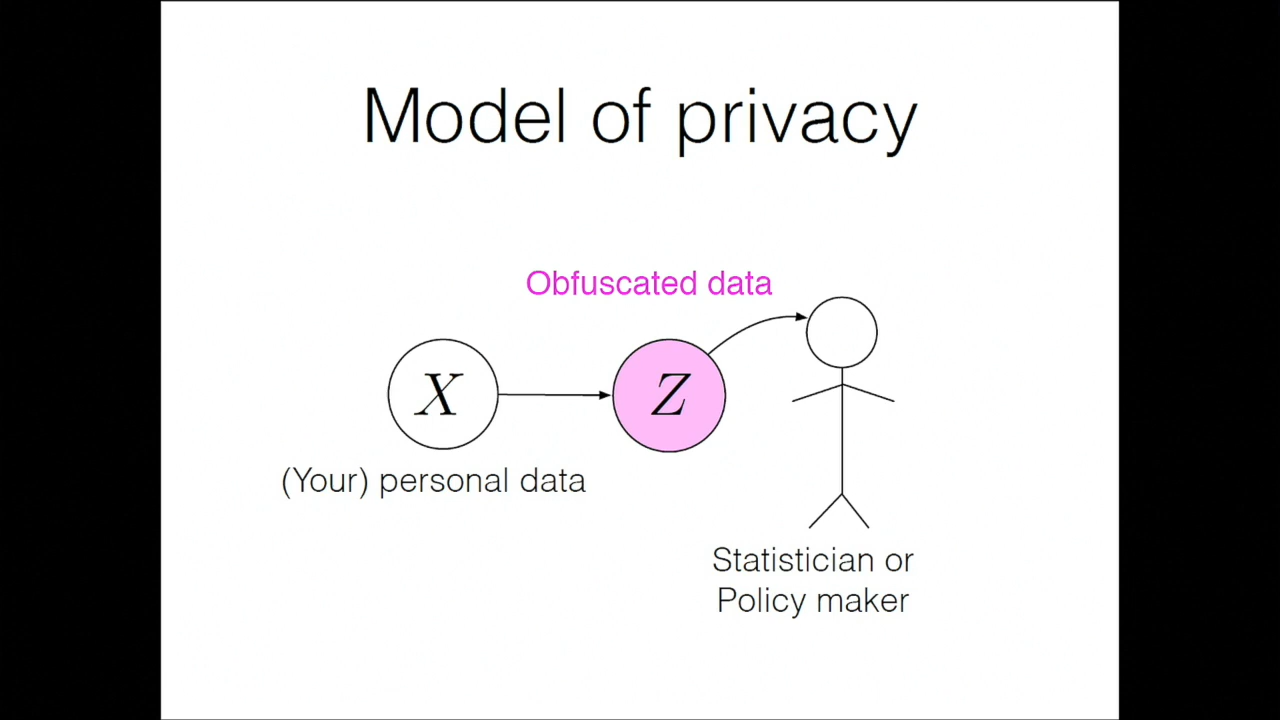 Model of privacy
Obfuscated data
X
Z
(Your) personal data
Statistician or
Policy maker